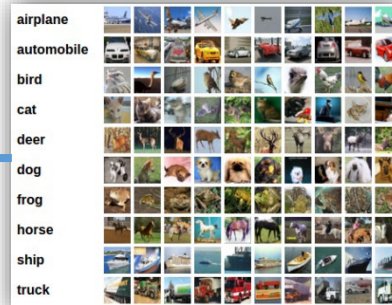 airplane
automobile
bird
cat
deer
dog
frog
horse
ship
truck